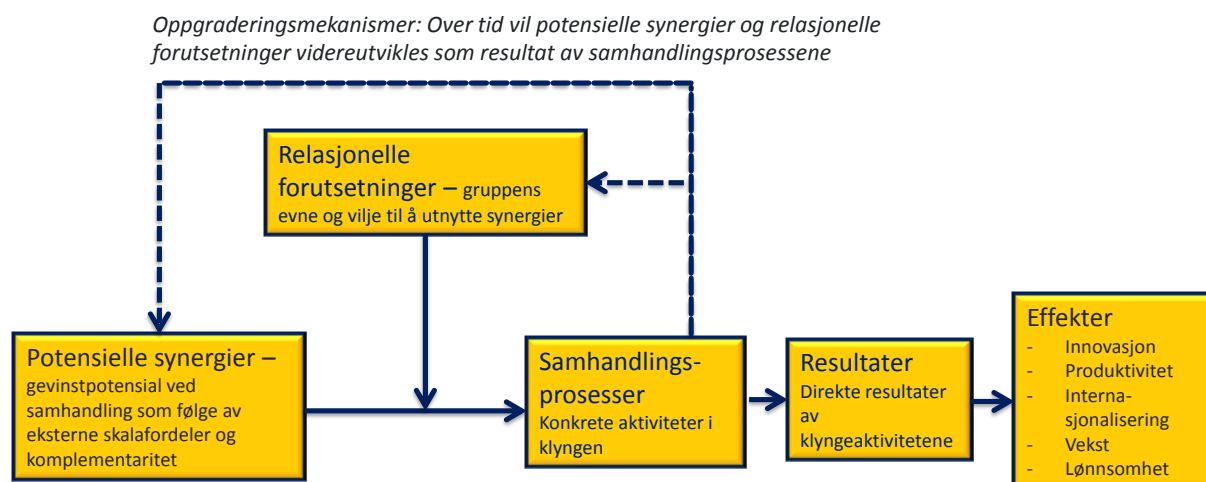 Oppgraderingsmekanismer: Over tid vil potensielle synergier og relasjonelle
forutsetninger videreutvikles som resultat av samhandlingsprosessene
Relasjonelle
forutsetninger – gruppens
evne og vilje til å utnytte synergier
Potensielle synergier –
gevinstpotensial ved
samhandling som følge av
eksterne skalafordeler og
komplementaritet
Samhandlings-
prosesser
Konkrete aktiviteter i
klyngen
Resultater
Direkte resultater
av
klyngeaktivitetene
Effekter
- Innovasjon
- Produktivitet
- Interna-
sjonalisering
- Vekst
- Lønnsomhet